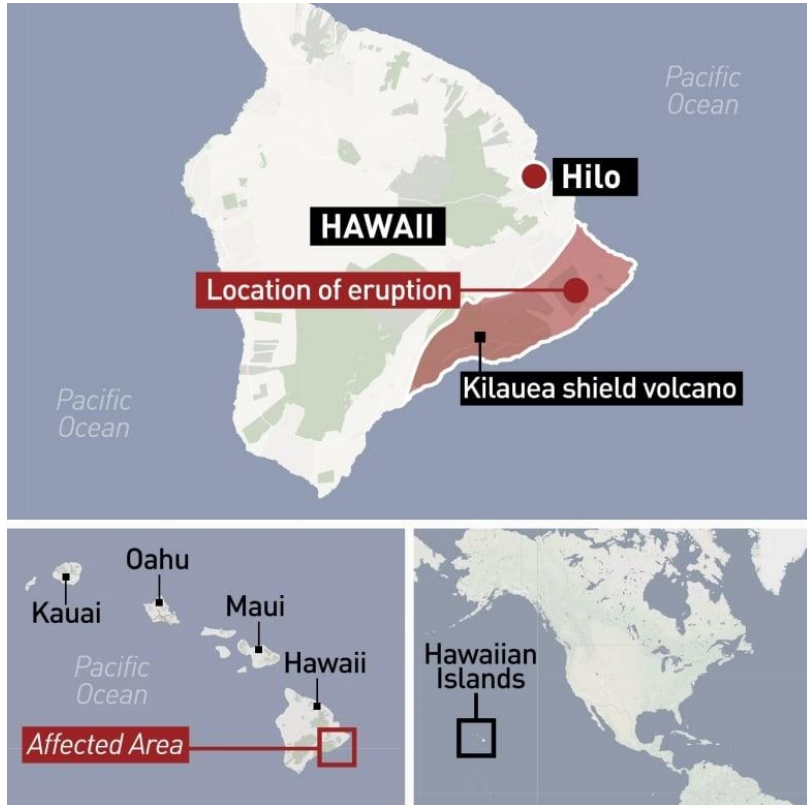 Pacific
Ocean
Hilo
HAWAII
Location of eruption
Kilauea shield volcano
Pacific
Ocean
Oahu
Kauai
Maui
Hawaii
Pacific
Ocean
Affected Area
Hawaiian
Islands